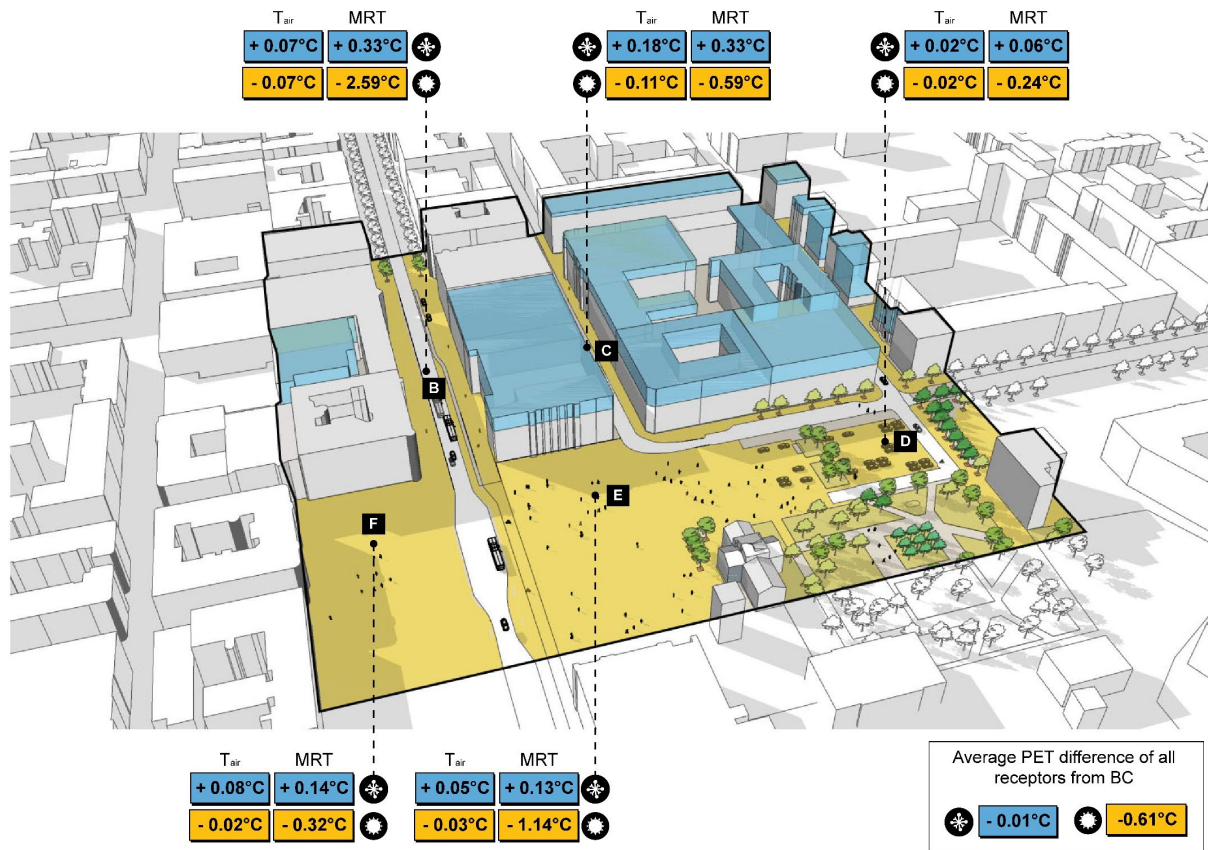 Tair MRT
+ 0.07°C + 0.33°C
- 0.07°C - 2.59°C
Tair MRT
+ 0.18°C + 0.33°C
- 0.11°C - 0.59°C
Tair MRT
+ 0.02°C + 0.06°C
- 0.02°C - 0.24°C
C
B
D
E
F
Tair MRT
+ 0.08°C + 0.14°C
- 0.02°C - 0.32°C
Tair MRT
+ 0.05°C + 0.13°C
- 0.03°C - 1.14°C
Average PET difference of all
receptors from BC
- 0.01°C -0.61°C